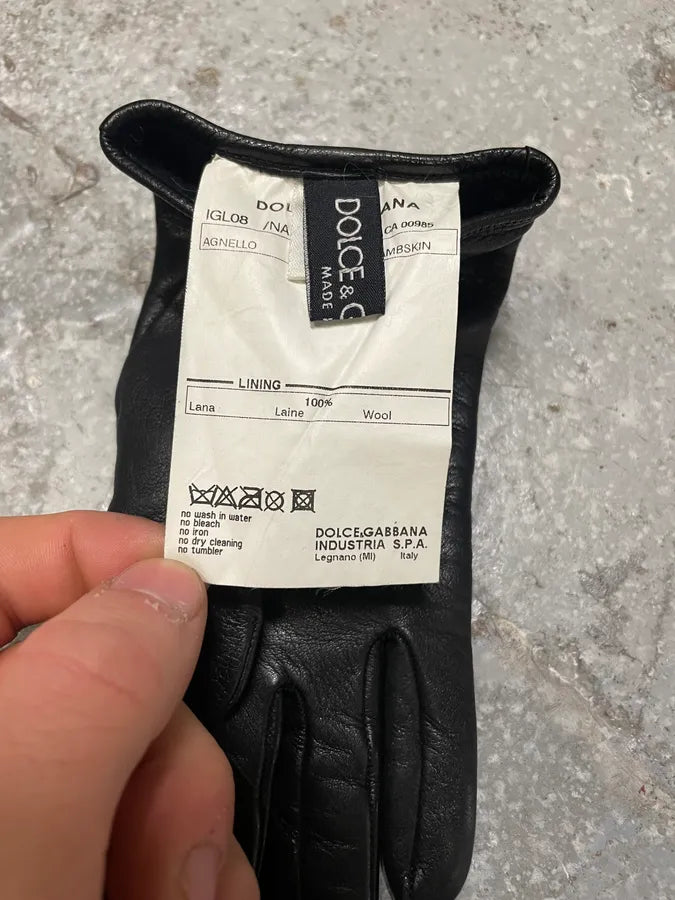 DOL ANA
IGL08 /NA CA 00985
AGNELLO AMBSKIN
DOLCE & G
MADE
LINING
100%
Lana Laine Wool
no wash in water
no bleach
no iron
no dry cleaning
no tumbler
DOLCE&GABBANA
INDUSTRIA S.P.A.
Legnano (MI) Italy